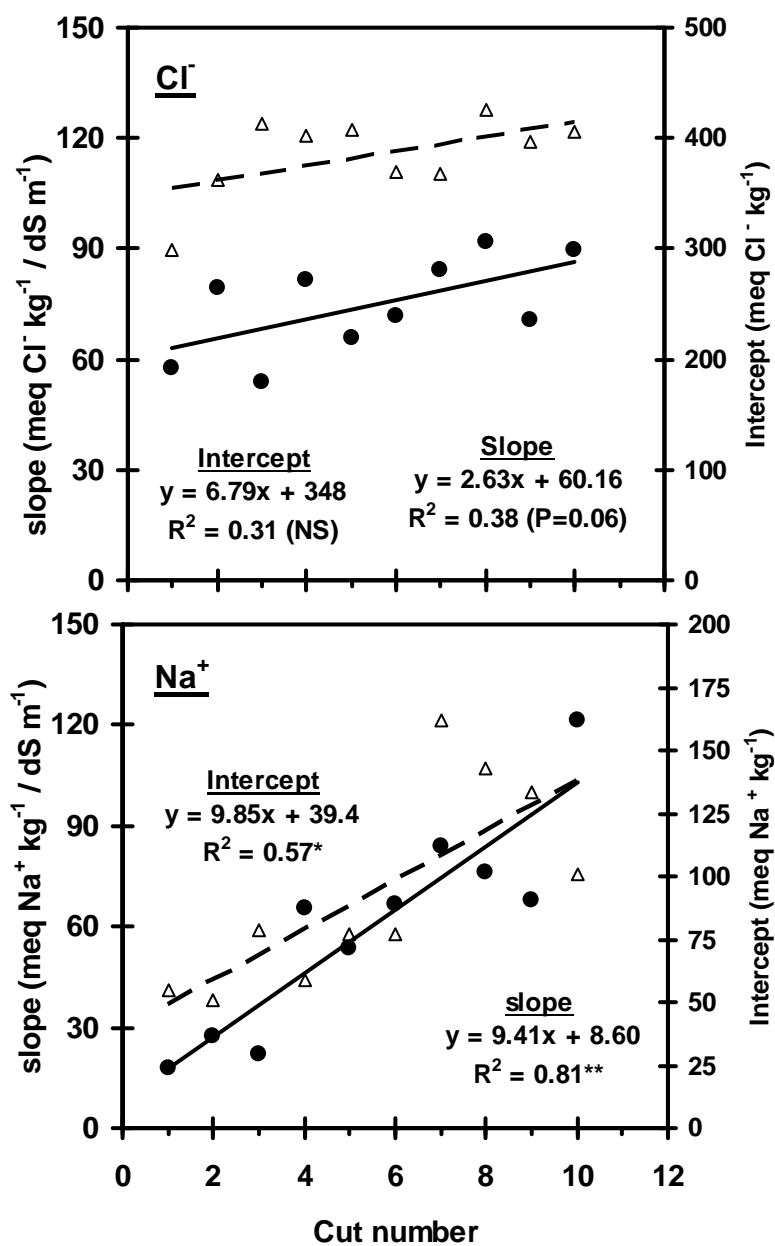 Cl⁻
slope (meq Cl⁻ kg⁻¹ / dS m⁻¹)
150
120
90
60
30
0
Intercept
y = 6.79x + 348
R² = 0.31 (NS)
Slope
y = 2.63x + 60.16
R² = 0.38 (P=0.06)
500
400
300
200
100
0
Intercept (meq Cl⁻ kg⁻¹)
Na⁺
slope (meq Na⁺ kg⁻¹ / dS m⁻¹)
150
120
90
60
30
0
Intercept
y = 9.85x + 39.4
R² = 0.57*
slope
y = 9.41x + 8.60
R² = 0.81**
200
175
150
125
100
75
50
25
0
Intercept (meq Na⁺ kg⁻¹)
0 2 4 6 8 10 12
Cut number